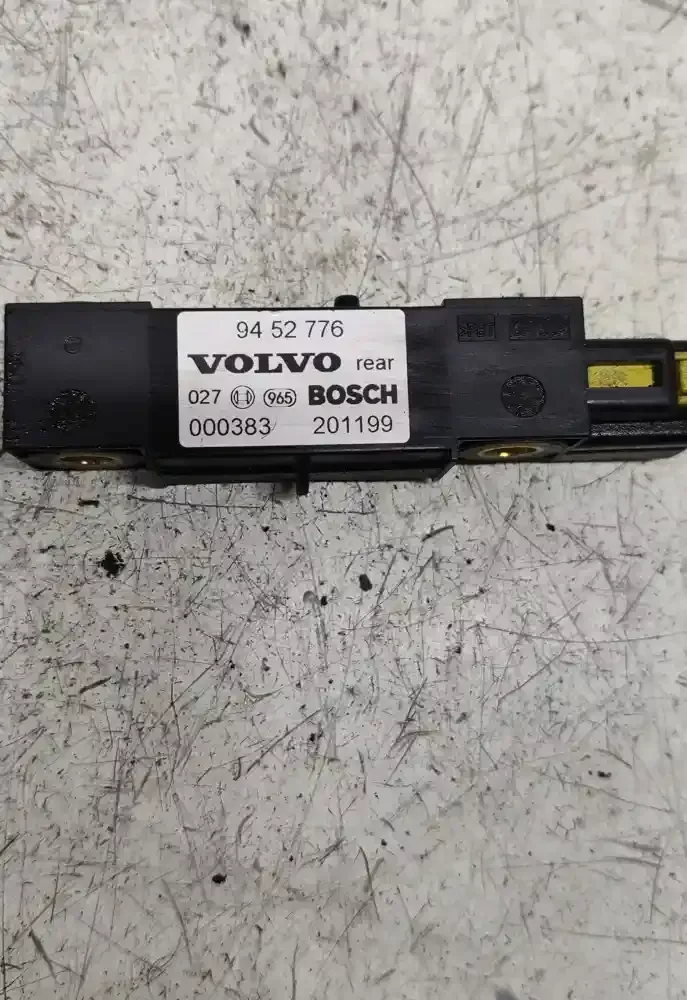 94 52 776
VOLVO rear
027 965 BOSCH
000383 201199